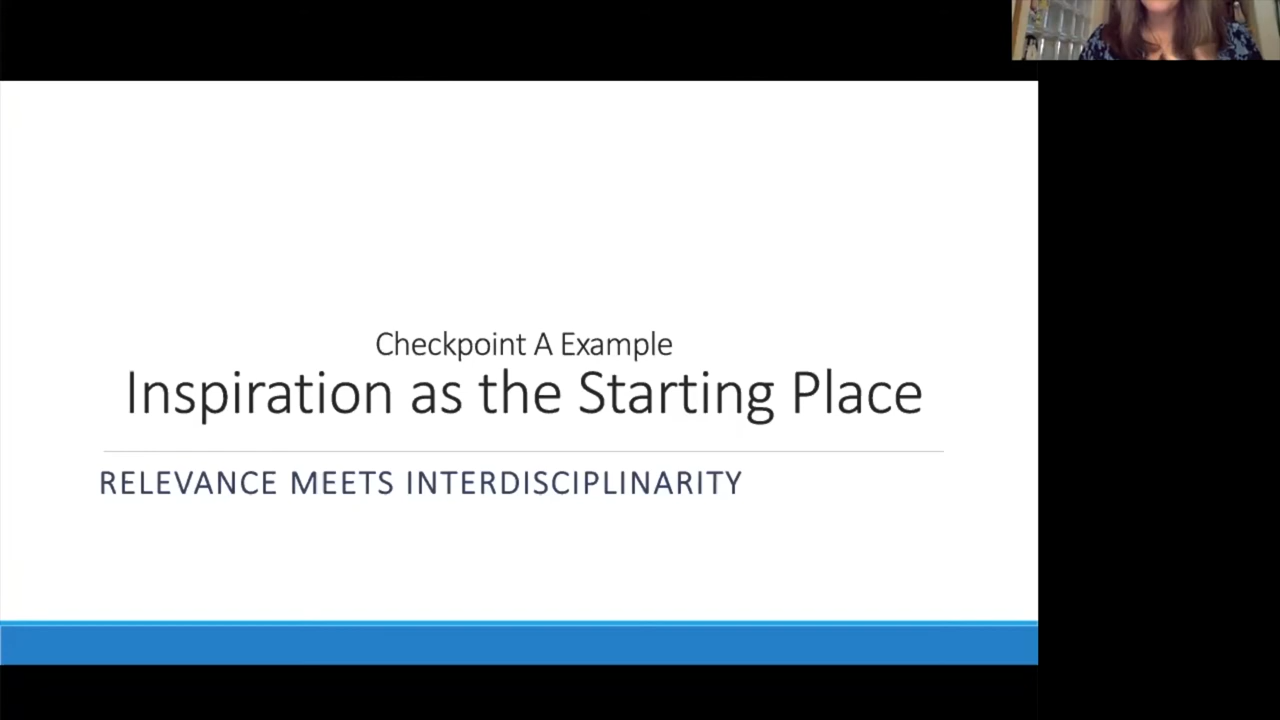 Checkpoint A Example
Inspiration as the Starting Place
RELEVANCE MEETS INTERDISCIPLINARITY